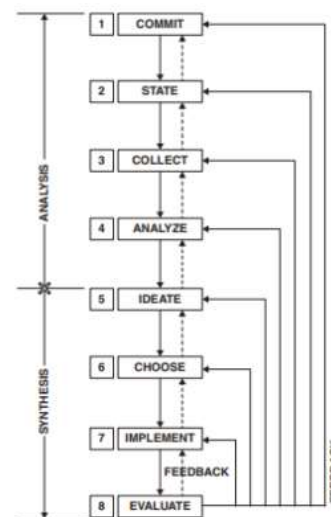 1 COMMIT
2 STATE
3 COLLECT
4 ANALYZE
ANALYSIS
5 IDEATE
6 CHOOSE
7 IMPLEMENT
SYNTHESIS
FEEDBACK
8 EVALUATE